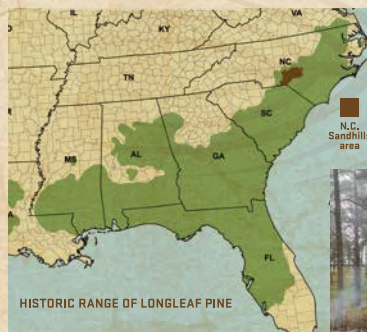 IL
VA
KY
NC
TN
SC
MS
AL
GA
FL
N.C.
Sandhills
area
HISTORIC RANGE OF LONGLEAF PINE